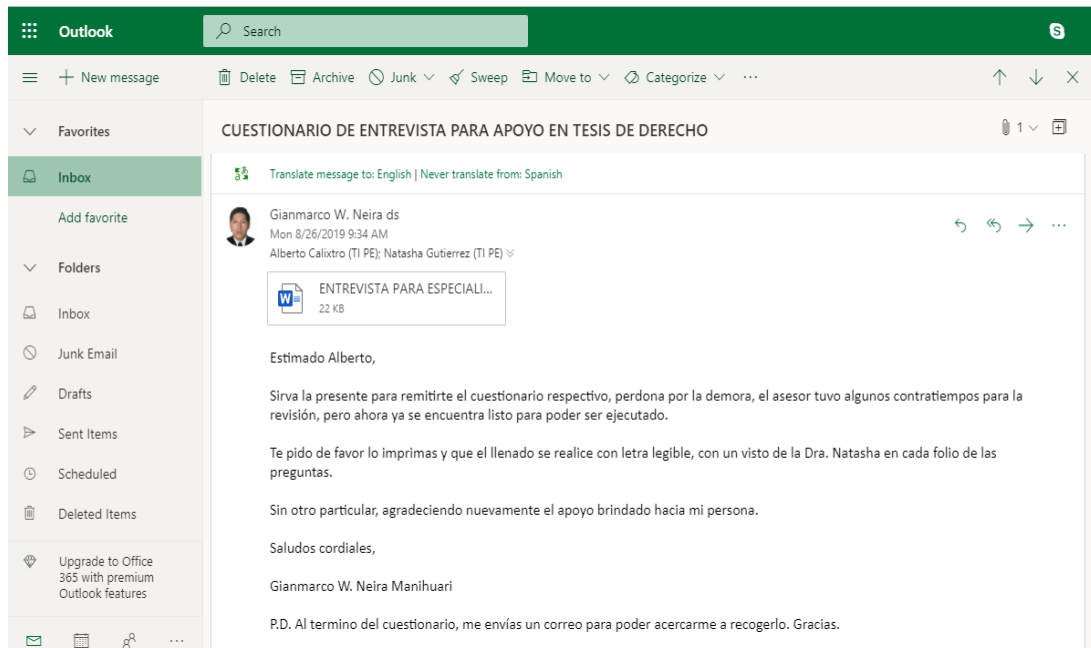 Outlook
Search
S
New message
Delete
Archive
Junk
Sweep
Move to
Categorize
...
Favorites
Inbox
Add favorite
Folders
Inbox
Junk Email
Drafts
Sent Items
Scheduled
Deleted Items
Upgrade to Office
365 with premium
Outlook features
CUESTIONARIO DE ENTREVISTA PARA APOYO EN TESIS DE DERECHO
1
Translate message to: English | Never translate from: Spanish
Gianmarco W. Neira ds
Mon 8/26/2019 9:34 AM
Alberto Calixtro (TI PE); Natasha Gutierrez (TI PE)
W
ENTREVISTA PARA ESPECIALI...
22 KB
Estimado Alberto,
Sirva la presente para remitirte el cuestionario respectivo, perdona por la demora, el asesor tuvo algunos contratiempos para la
revisión, pero ahora ya se encuentra listo para poder ser ejecutado.
Te pido de favor lo imprimas y que el llenado se realice con letra legible, con un visto de la Dra. Natasha en cada folio de las
preguntas.
Sin otro particular, agradeciendo nuevamente el apoyo brindado hacia mi persona.
Saludos cordiales,
Gianmarco W. Neira Manihuari
P.D. Al termino del cuestionario, me envías un correo para poder acercarme a recogerlo. Gracias.